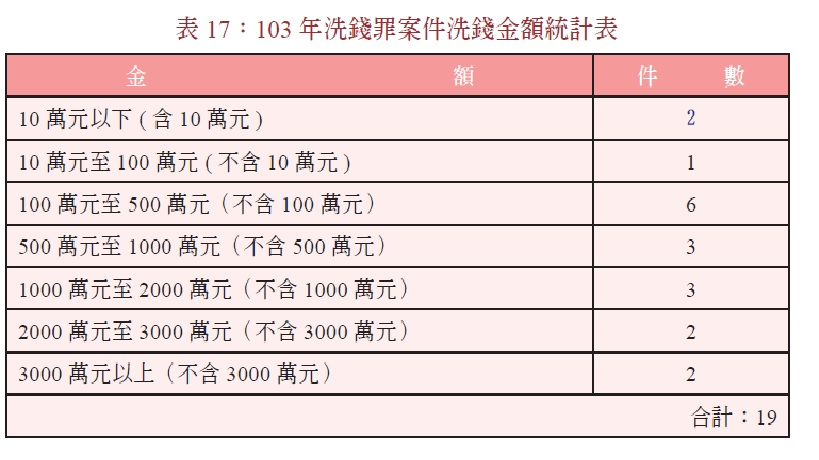 表 17：103 年洗錢罪案件洗錢金額統計表
金 額 件 數
10 萬元以下 ( 含 10 萬元 ) 2
10 萬元至 100 萬元 ( 不含 10 萬元 ) 1
100 萬元至 500 萬元（不含 100 萬元） 6
500 萬元至 1000 萬元（不含 500 萬元） 3
1000 萬元至 2000 萬元（不含 1000 萬元） 3
2000 萬元至 3000 萬元（不含 3000 萬元） 2
3000 萬元以上（不含 3000 萬元） 2
合計：19